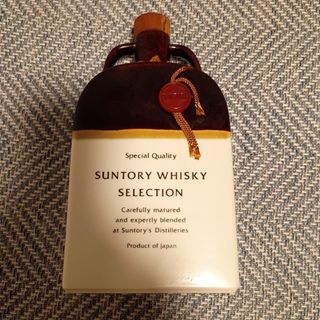 Special Quality
SUNTORY WHISKY
SELECTION
Carefully matured
and expertly blended
at Suntory's Distilleries
Product of Japan